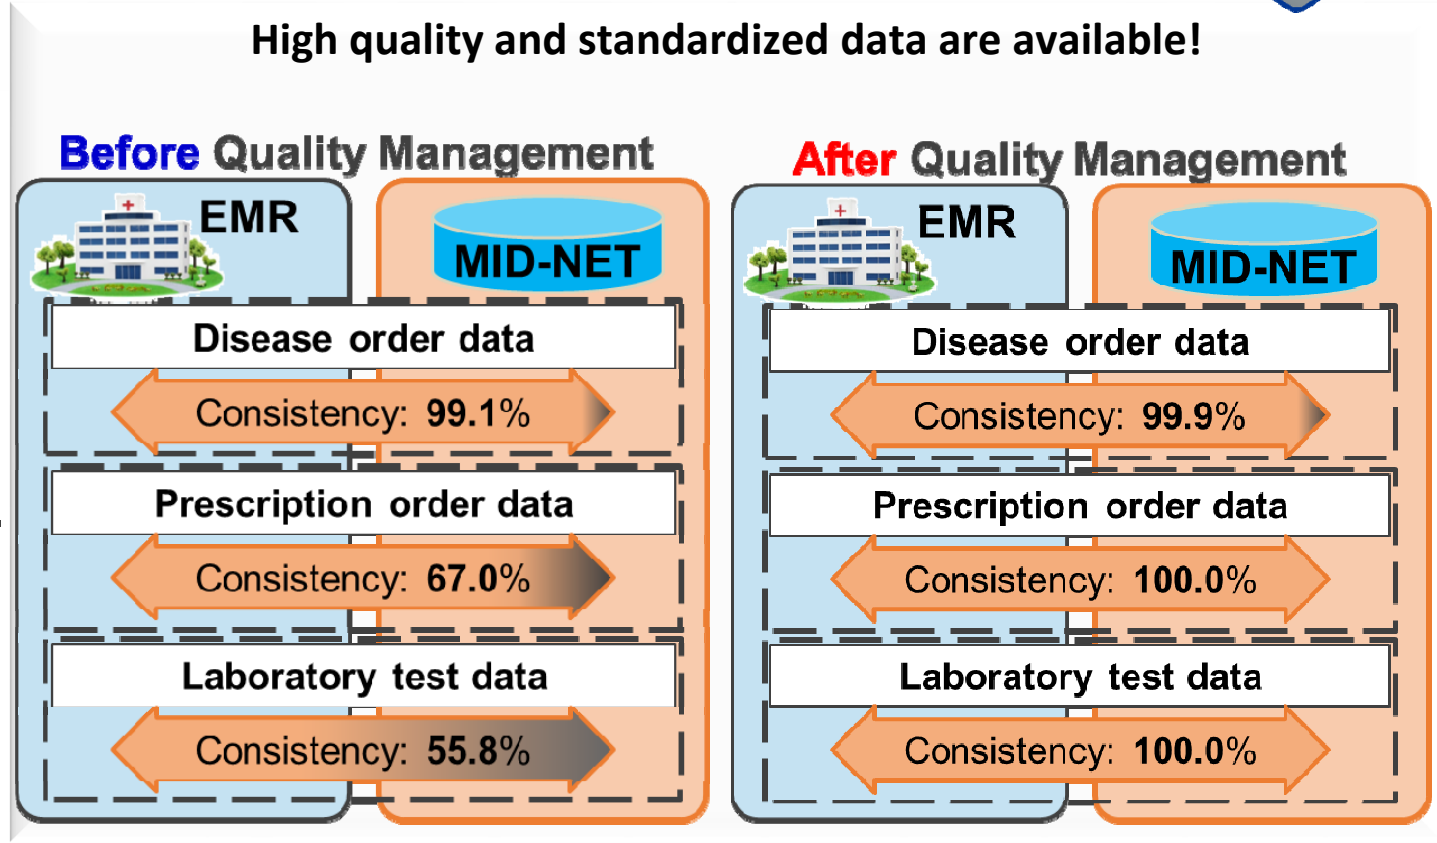 High quality and standardized data are available!
Before Quality Management
EMR
MID-NET
Disease order data
Consistency: 99.1%
Prescription order data
Consistency: 67.0%
Laboratory test data
Consistency: 55.8%
After Quality Management
EMR
MID-NET
Disease order data
Consistency: 99.9%
Prescription order data
Consistency: 100.0%
Laboratory test data
Consistency: 100.0%